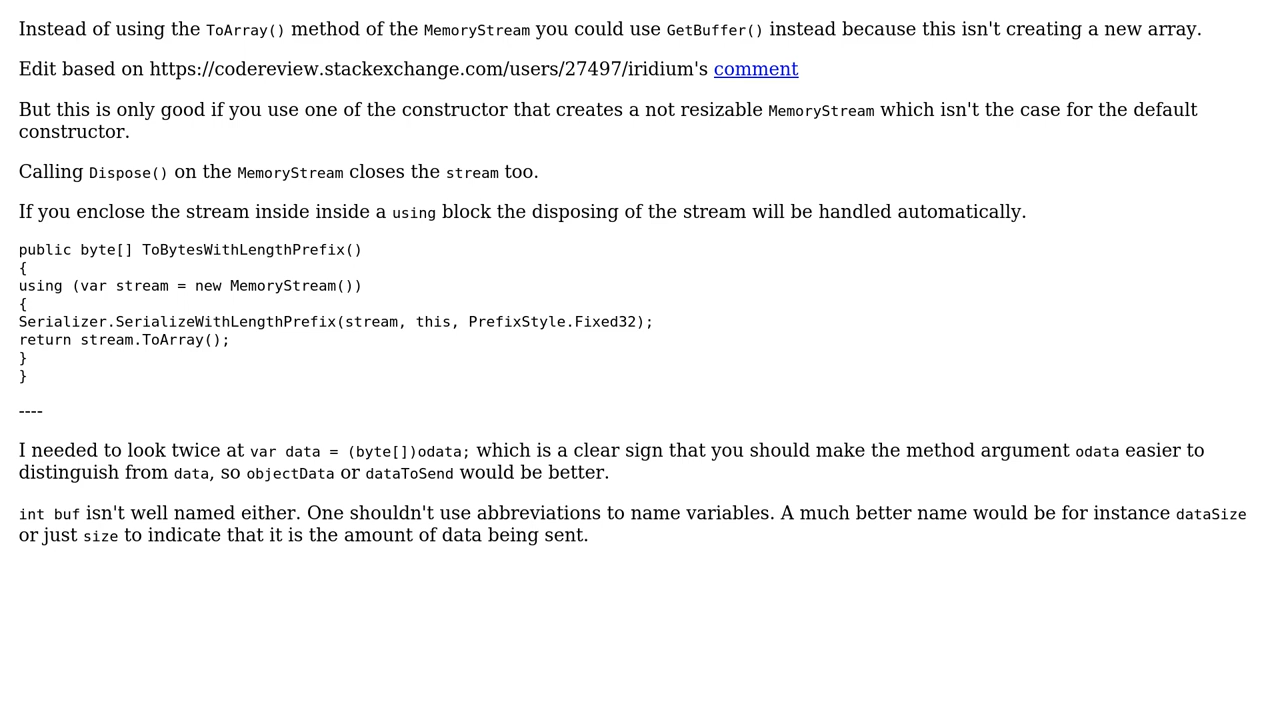 Instead of using the ToArray() method of the MemoryStream you could use GetBuffer() instead because this isn't creating a new array.
Edit based on https://codereview.stackexchange.com/users/27497/iridium's comment
But this is only good if you use one of the constructor that creates a not resizable MemoryStream which isn't the case for the default
constructor.
Calling Dispose() on the MemoryStream closes the stream too.
If you enclose the stream inside inside a using block the disposing of the stream will be handled automatically.
public byte[] ToBytesWithLengthPrefix()
{
using (var stream = new MemoryStream())
{
Serializer.SerializeWithLengthPrefix(stream, this, PrefixStyle.Fixed32);
return stream.ToArray();
}
}
----
I needed to look twice at var data = (byte[])odata; which is a clear sign that you should make the method argument odata easier to
distinguish from data, so objectData or dataToSend would be better.
int buf isn't well named either. One shouldn't use abbreviations to name variables. A much better name would be for instance dataSize
or just size to indicate that it is the amount of data being sent.